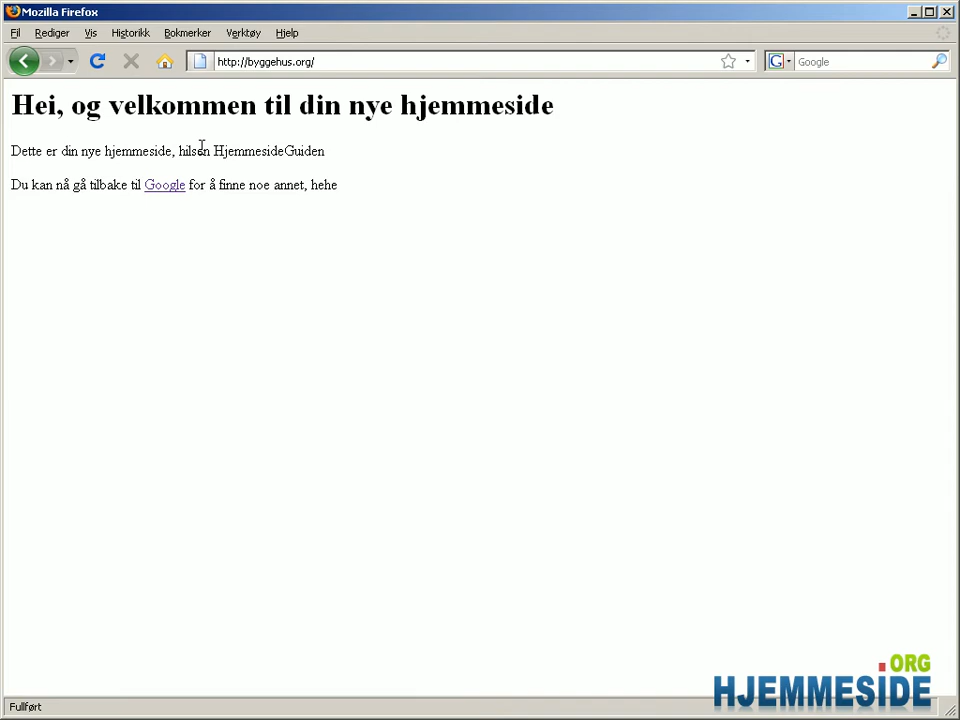 Mozilla Firefox
Fil Rediger Vis Historikk Bokmerker Verktøy Hjelp
http://byggehus.org/ G Google
Hei, og velkommen til din nye hjemmeside
Dette er din nye hjemmeside, hilsen HjemmesideGuiden
Du kan nå gå tilbake til Google for å finne noe annet, hehe
.ORG
HJEMMESIDE
Fullført